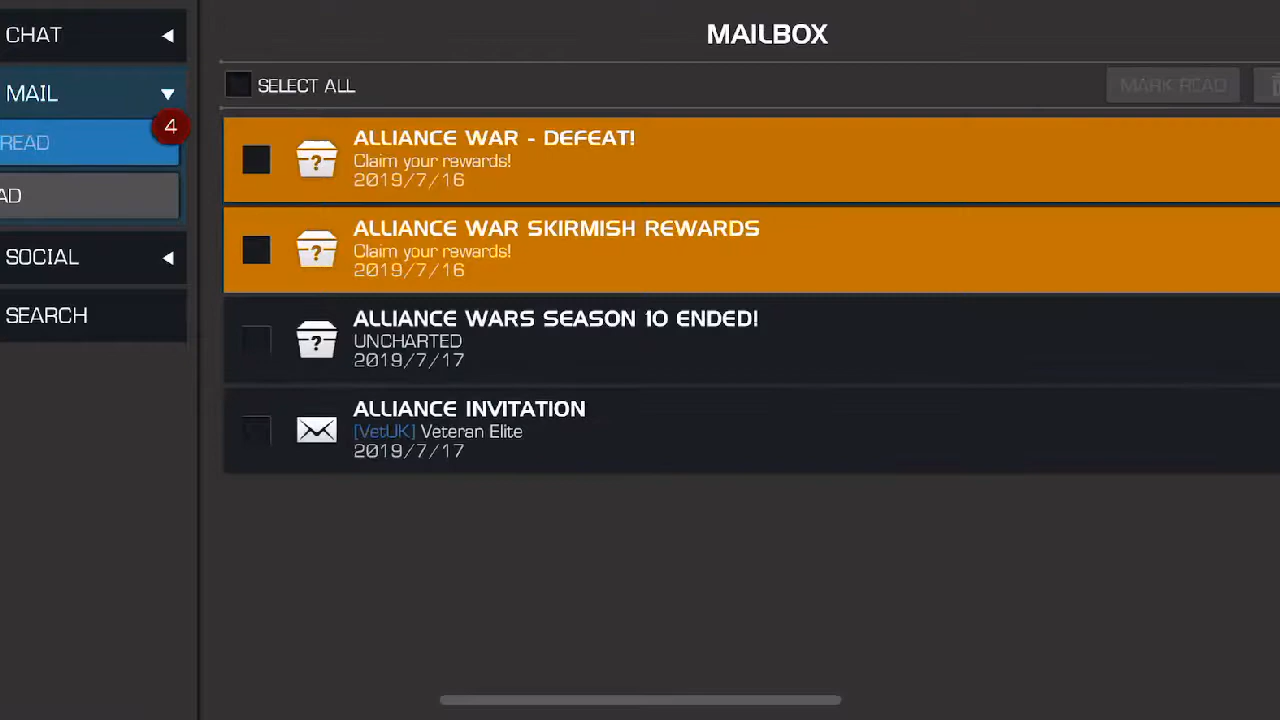 CHAT
MAIL
4
READ
AD
SOCIAL
SEARCH
MAILBOX
SELECT ALL
MARK READ
ALLIANCE WAR - DEFEAT!
Claim your rewards!
2019/7/16
ALLIANCE WAR SKIRMISH REWARDS
Claim your rewards!
2019/7/16
ALLIANCE WARS SEASON 10 ENDED!
UNCHARTED
2019/7/17
ALLIANCE INVITATION
[VetUK] Veteran Elite
2019/7/17